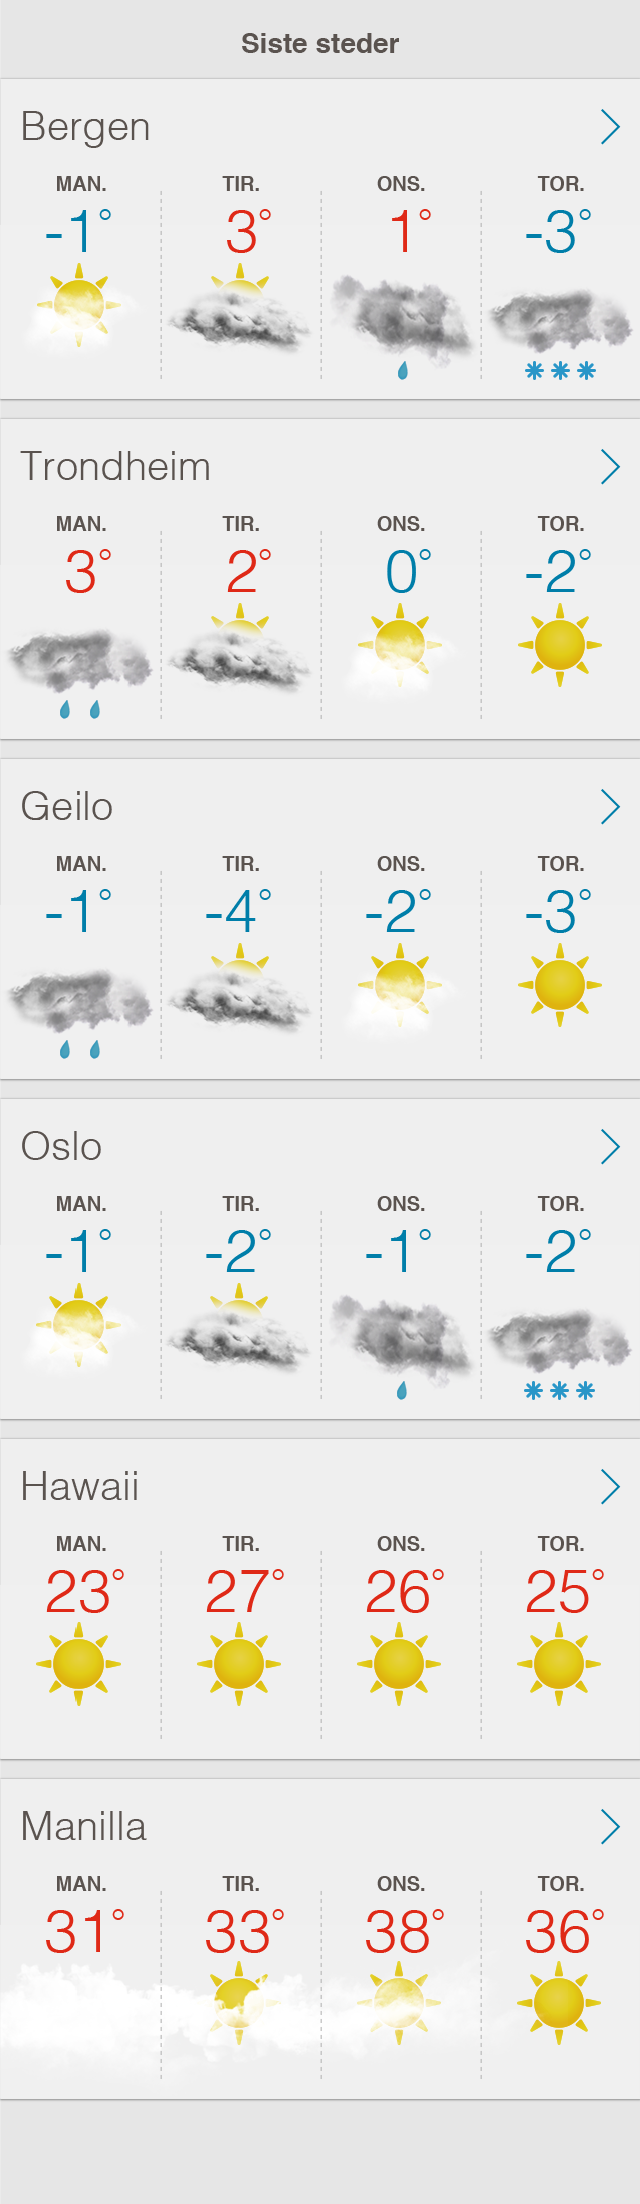 Siste steder
Bergen
MAN. TIR. ONS. TOR.
-1° 3° 1° -3°
Trondheim
MAN. TIR. ONS. TOR.
3° 2° 0° -2°
Geilo
MAN. TIR. ONS. TOR.
-1° -4° -2° -3°
Oslo
MAN. TIR. ONS. TOR.
-1° -2° -1° -2°
Hawaii
MAN. TIR. ONS. TOR.
23° 27° 26° 25°
Manilla
MAN. TIR. ONS. TOR.
31° 33° 38° 36°